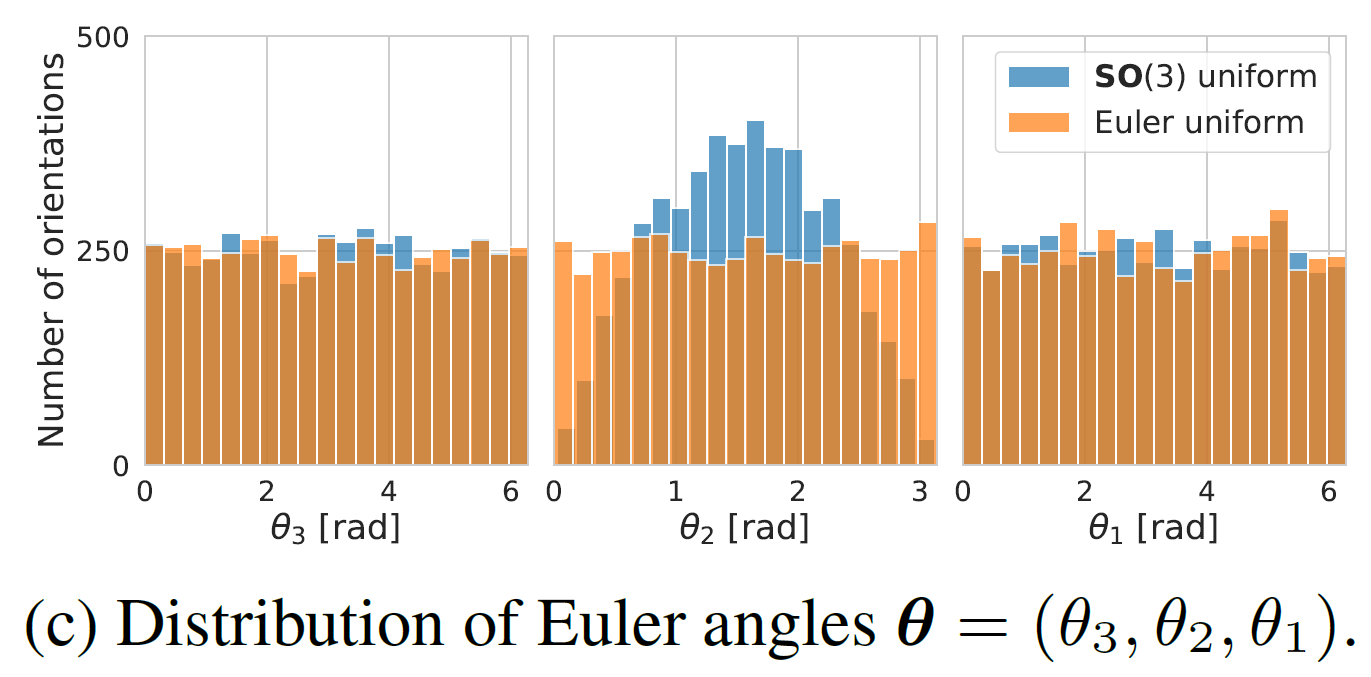 500
250
0
Number of orientations
0 2 4 6
θ₃ [rad]
0 1 2 3
θ₂ [rad]
0 2 4 6
θ₁ [rad]
SO(3) uniform
Euler uniform
(c) Distribution of Euler angles θ = (θ₃, θ₂, θ₁).